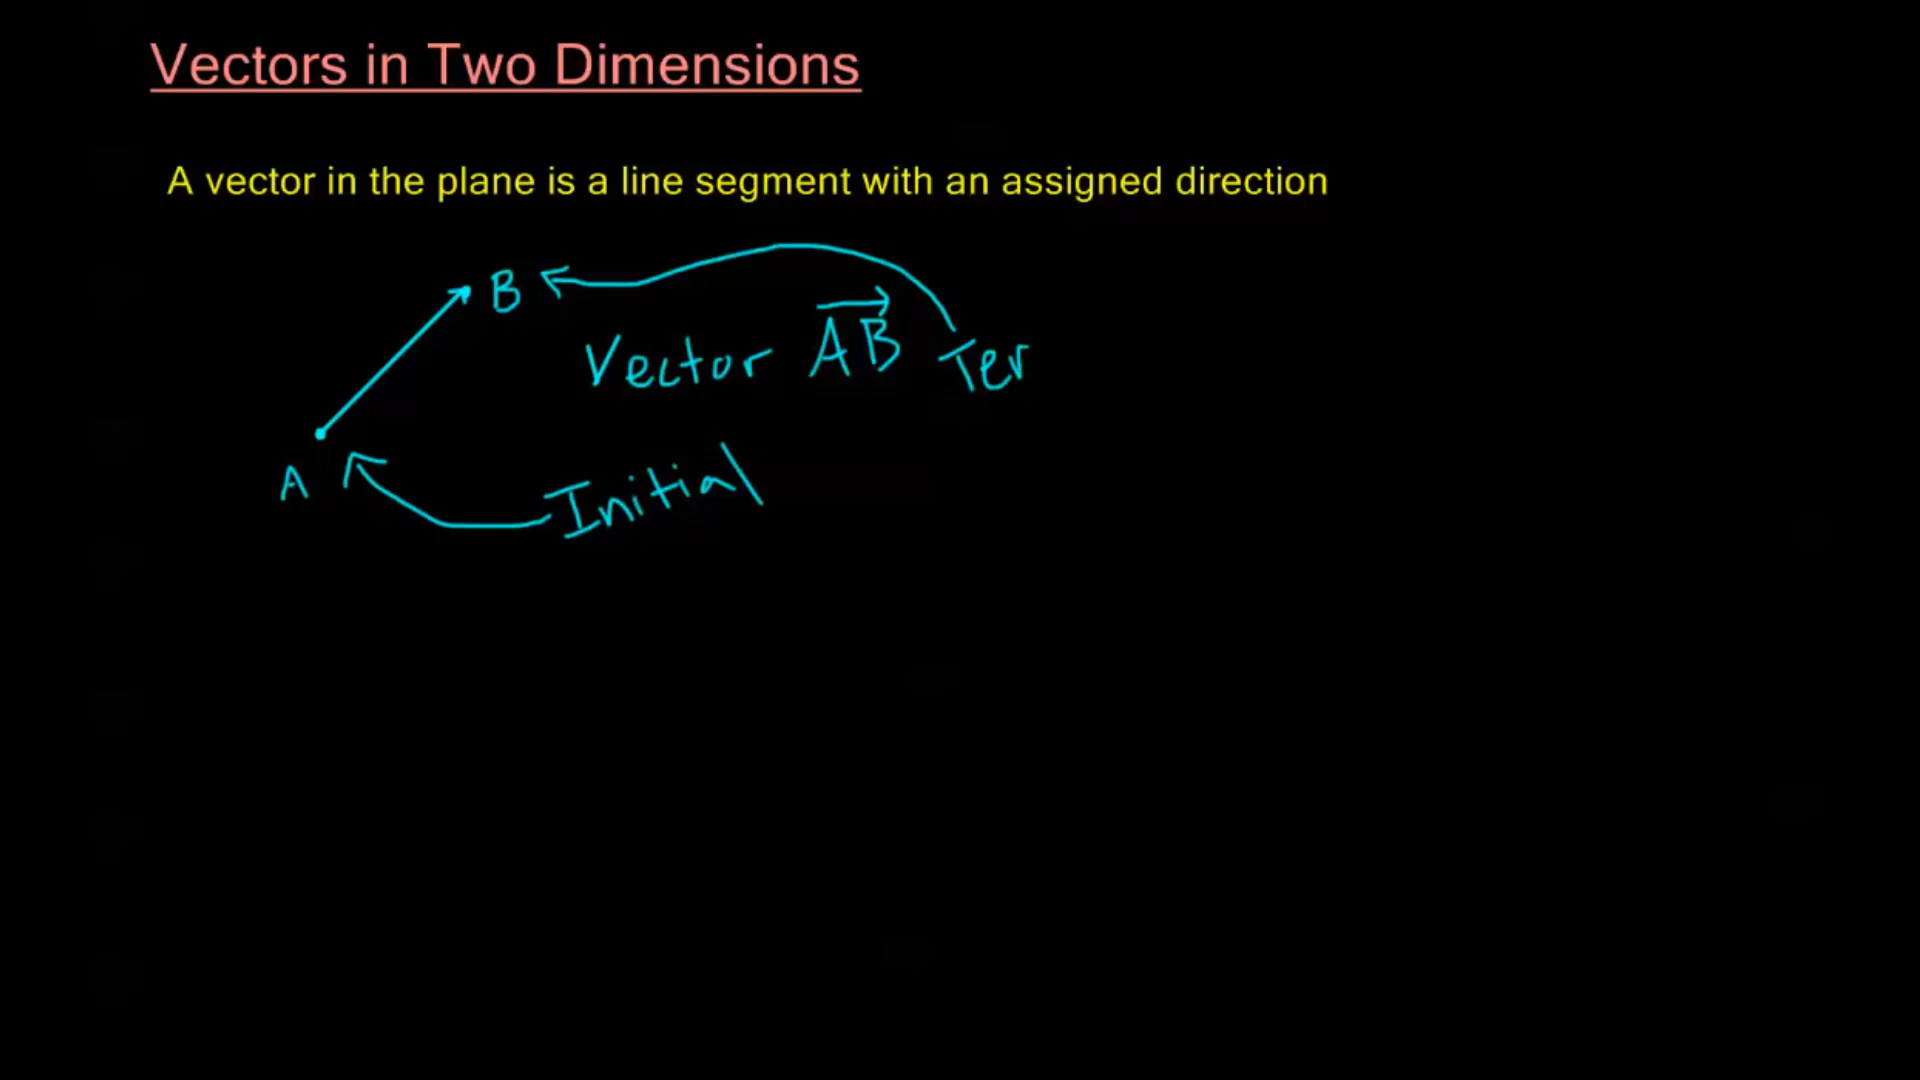 Vectors in Two Dimensions
A vector in the plane is a line segment with an assigned direction
B
Vector AB
Ter
A
Initial